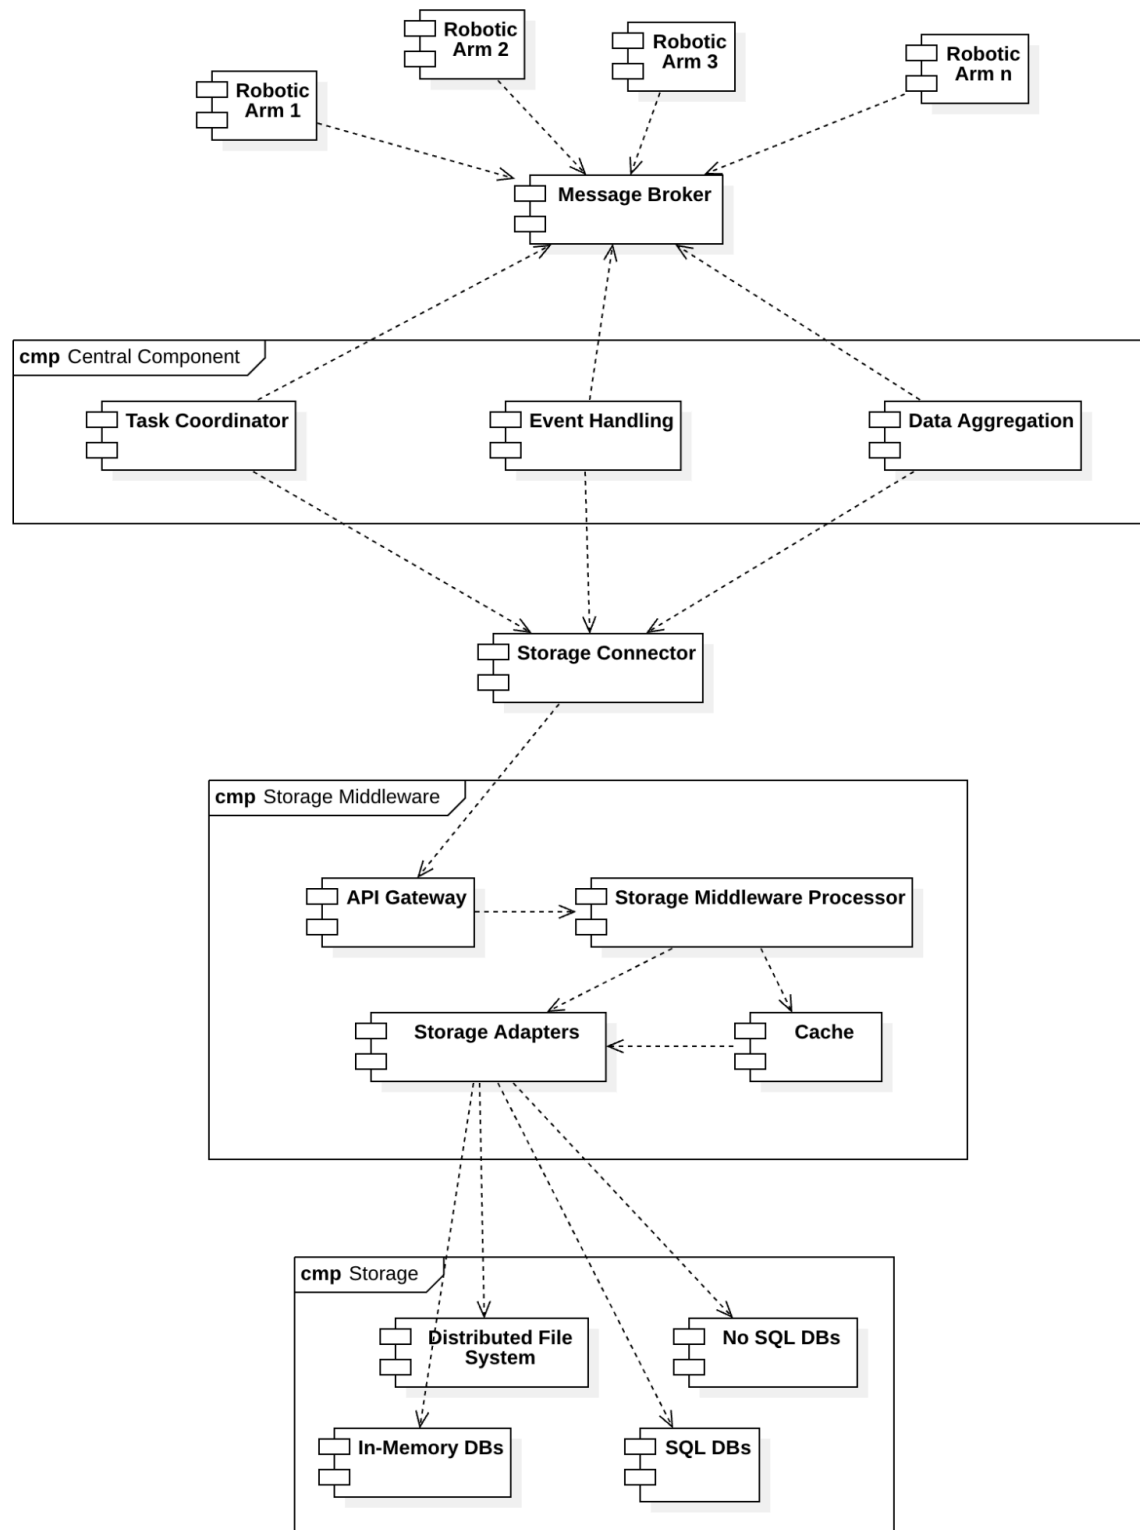 Robotic
Arm 1
Robotic
Arm 2
Robotic
Arm 3
Robotic
Arm n
Message Broker
cmp Central Component
Task Coordinator
Event Handling
Data Aggregation
Storage Connector
cmp Storage Middleware
API Gateway
Storage Middleware Processor
Storage Adapters
Cache
cmp Storage
Distributed File
System
No SQL DBs
In-Memory DBs
SQL DBs